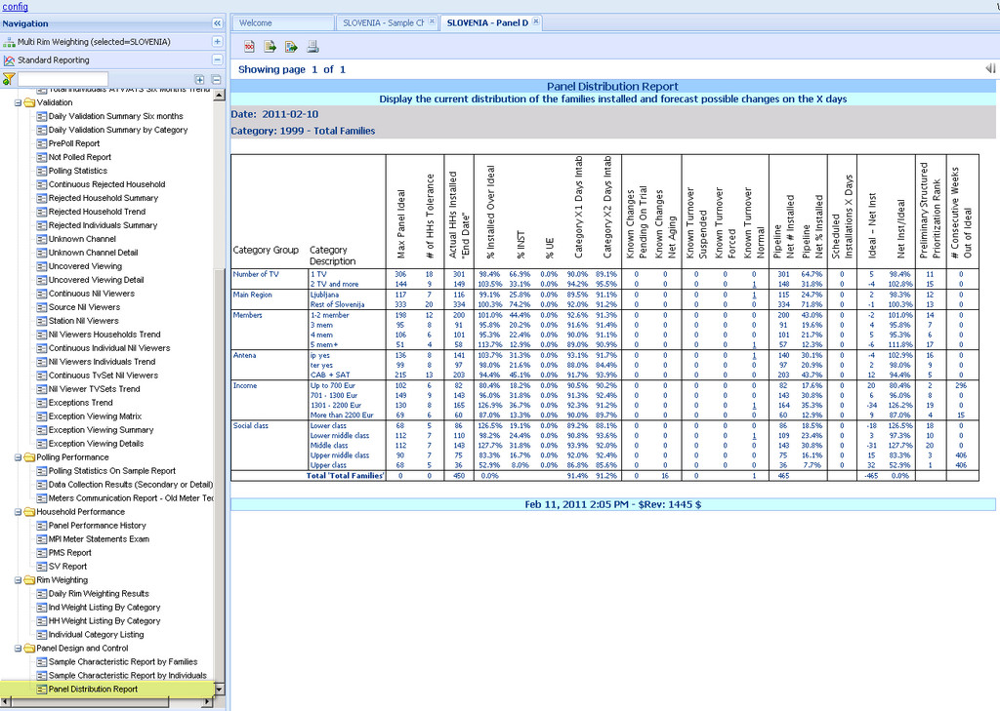 config
Navigation
Multi Rim Weighting (selected=SLOVENIA)
Standard Reporting
Total Individuals ATV/ATS Six Months Trend
Validation
Daily Validation Summary Six months
Daily Validation Summary by Category
PrePoll Report
Not Polled Report
Polling Statistics
Continuous Rejected Household
Rejected Household Summary
Rejected Household Trend
Rejected Individuals Summary
Unknown Channel
Unknown Channel Detail
Uncovered Viewing
Uncovered Viewing Detail
Continuous Nil Viewers
Source Nil Viewers
Station Nil Viewers
Nil Viewers Households Trend
Continuous Individual Nil Viewers
Nil Viewers Individuals Trend
Continuous TvSet Nil Viewers
Nil Viewer TVSets Trend
Exceptions Trend
Exception Viewing Matrix
Exception Viewing Summary
Exception Viewing Details
Polling Performance
Polling Statistics On Sample Report
Data Collection Results (Secondary or Detail)
Meters Communication Report - Old Meter Tec
Household Performance
Panel Performance History
MPI Meter Statements Exam
PMS Report
SV Report
Rim Weighting
Daily Rim Weighting Results
Ind Weight Listing By Category
HH Weight Listing By Category
Individual Category Listing
Panel Design and Control
Sample Characteristic Report by Families
Sample Characteristic Report by Individuals
Panel Distribution Report
Welcome
SLOVENIA - Sample Ch
SLOVENIA - Panel D
Showing page 1 of 1
Panel Distribution Report
Display the current distribution of the families installed and forecast possible changes on the X days
Date: 2011-02-10
Category: 1999 - Total Families
Category Group
Category Description
Max Panel Ideal
# of HHs Tolerance
Actual HHs Installed "End Date"
% Installed Over Ideal
% INST
% UE
Category X1 Days Intab
Category X2 Days Intab
Known Changes Pending On Trial
Known Changes Net Aging
Known Turnover Suspended
Known Turnover Forced
Known Turnover Normal
Pipeline Net # Installed
Pipeline Net % Installed
Scheduled Installations X Days
Ideal - Net Inst
Net Inst/Ideal
Preliminary Structured Prioritization Rank
# Consecutive Weeks Out of Ideal
Number of TV 1 TV 306 18 301 98.4% 66.9% 0.0% 90.0% 89.1% 0 0 0 0 0 301 64.7% 0 5 98.4% 11 0
2 TV and more 144 9 149 103.5% 33.1% 0.0% 94.2% 95.5% 0 0 0 0 1 148 31.8% 0 -4 102.8% 15 0
Main Region Ljubljana 117 7 116 99.1% 25.8% 0.0% 89.5% 91.1% 0 0 0 0 1 115 24.7% 0 2 98.3% 12 0
Rest of Slovenija 333 20 334 100.3% 74.2% 0.0% 92.0% 91.2% 0 0 0 0 0 334 71.8% 0 -1 100.3% 13 0
Members 1-2 member 198 12 200 101.0% 44.4% 0.0% 92.6% 91.3% 0 0 0 0 0 200 43.0% 0 -2 101.0% 14 0
3 mem 95 8 91 95.8% 20.2% 0.0% 91.6% 91.4% 0 0 0 0 0 91 19.6% 0 4 95.8% 7 0
4 mem 106 6 101 95.3% 22.4% 0.0% 90.0% 91.1% 0 0 0 0 0 101 21.7% 0 5 95.3% 6 0
5 mem+ 51 4 58 113.7% 12.9% 0.0% 89.0% 90.9% 0 0 0 0 1 57 12.3% 0 -6 111.8% 17 0
Antena ip yes 136 8 141 103.7% 31.3% 0.0% 93.1% 91.7% 0 0 0 0 1 140 30.1% 0 -4 102.9% 16 0
ter yes 99 8 97 98.0% 21.6% 0.0% 88.0% 84.4% 0 0 0 0 0 97 20.9% 0 2 98.0% 9 0
CAB + SAT 215 13 203 94.4% 45.1% 0.0% 91.7% 93.9% 0 0 0 0 0 203 43.7% 0 12 94.4% 5 0
Income Up to 700 Eur 102 6 82 80.4% 18.2% 0.0% 90.5% 90.2% 0 0 0 0 0 82 17.6% 0 20 80.4% 2 296
701 - 1300 Eur 149 9 143 96.0% 31.8% 0.0% 91.3% 92.4% 0 0 0 0 0 143 30.8% 0 6 96.0% 8 0
1301 - 2200 Eur 130 8 165 126.9% 36.7% 0.0% 92.3% 91.2% 0 0 0 0 1 164 35.3% 0 -34 126.2% 19 0
More than 2200 Eur 69 6 60 87.0% 13.3% 0.0% 90.0% 89.7% 0 0 0 0 0 60 12.9% 0 9 87.0% 4 15
Social class Lower class 68 5 86 126.5% 19.1% 0.0% 89.2% 88.1% 0 0 0 0 0 86 18.5% 0 -18 126.5% 18 0
Lower middle class 112 7 110 98.2% 24.4% 0.0% 90.8% 93.6% 0 0 0 0 1 109 23.4% 0 3 97.3% 10 0
Middle class 112 7 143 127.7% 31.8% 0.0% 93.9% 92.0% 0 0 0 0 0 143 30.8% 0 -31 127.7% 20 0
Upper middle class 90 7 75 83.3% 16.7% 0.0% 92.0% 92.4% 0 0 0 0 0 75 16.1% 0 15 83.3% 3 406
Upper class 68 5 36 52.9% 8.0% 0.0% 86.8% 85.6% 0 0 0 0 0 36 7.7% 0 32 52.9% 1 406
Total 'Total Families' 0 0 450 0.0% 91.4% 91.2% 0 16 0 1 465 -465 0.0%
Feb 11, 2011 2:05 PM - $Rev: 1445 $